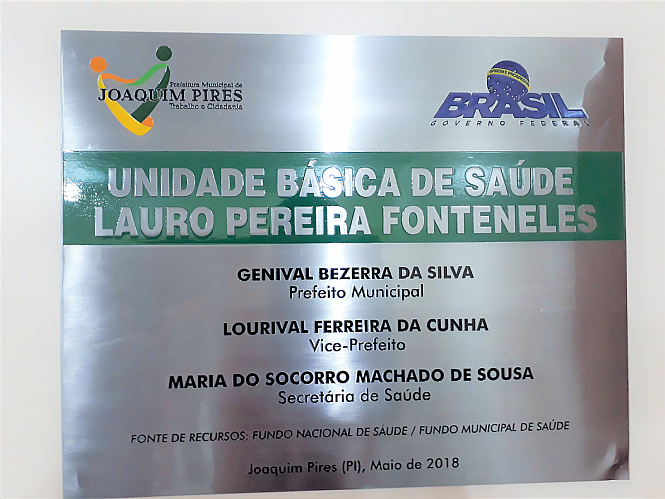 Prefeitura Municipal de
JOAQUIM PIRES
Trabalho e Cidadania
BRASIL
GOVERNO FEDERAL
UNIDADE BÁSICA DE SAÚDE
LAURO PEREIRA FONTENELES
GENIVAL BEZERRA DA SILVA
Prefeito Municipal
LOURIVAL FERREIRA DA CUNHA
Vice-Prefeito
MARIA DO SOCORRO MACHADO DE SOUSA
Secretária de Saúde
FONTE DE RECURSOS: FUNDO NACIONAL DE SAÚDE / FUNDO MUNICIPAL DE SAÚDE
Joaquim Pires (PI), Maio de 2018